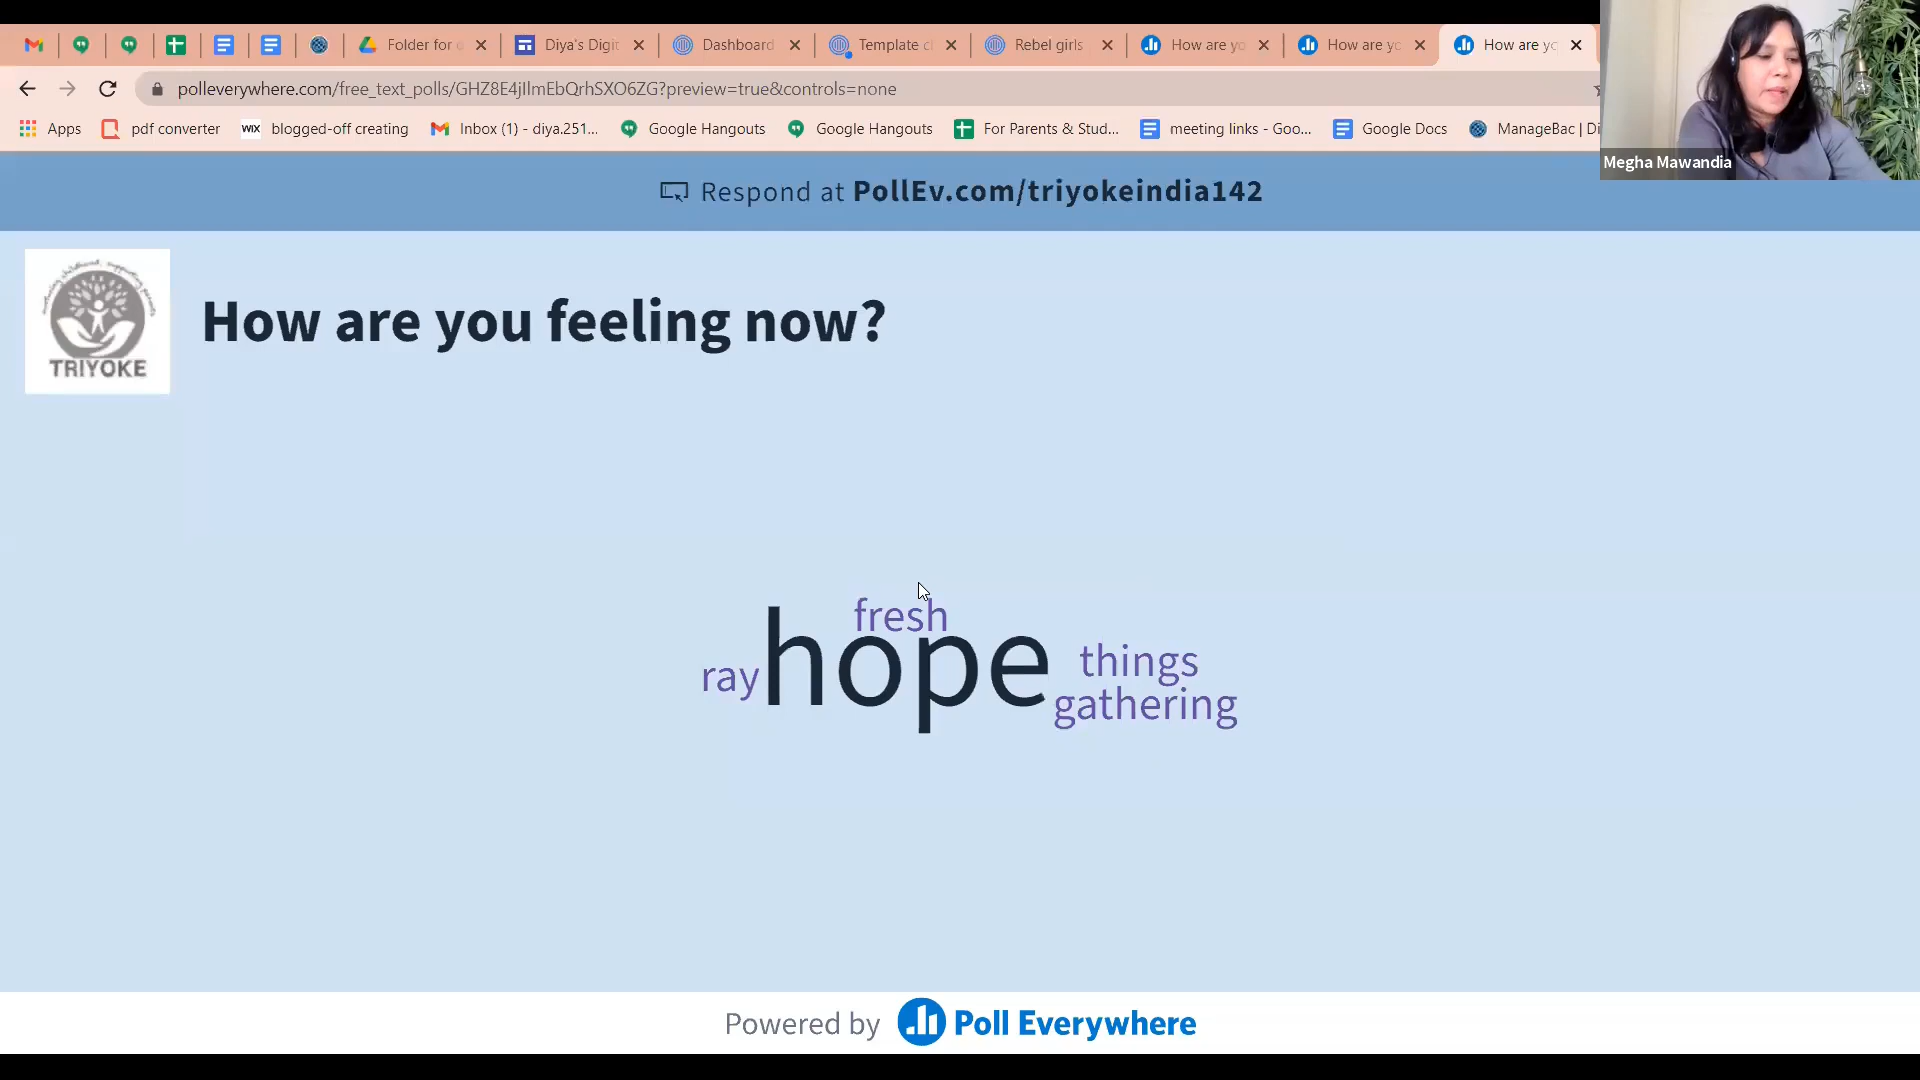 Folder for
Diya's Digit
Dashboard
Template c
Rebel girls
How are yo
How are yo
How are yo
polleverywhere.com/free_text_polls/GHZ8E4jIlmEbQrhSXO6ZG?preview=true&controls=none
Apps
pdf converter
WIX
blogged-off creating
Inbox (1) - diya.251...
Google Hangouts
Google Hangouts
For Parents & Stud...
meeting links - Goo...
Google Docs
ManageBac | Di
Megha Mawandia
Respond at PollEv.com/triyokeindia142
TRIYOKE
How are you feeling now?
fresh
ray
hope
things
gathering
Powered by Poll Everywhere